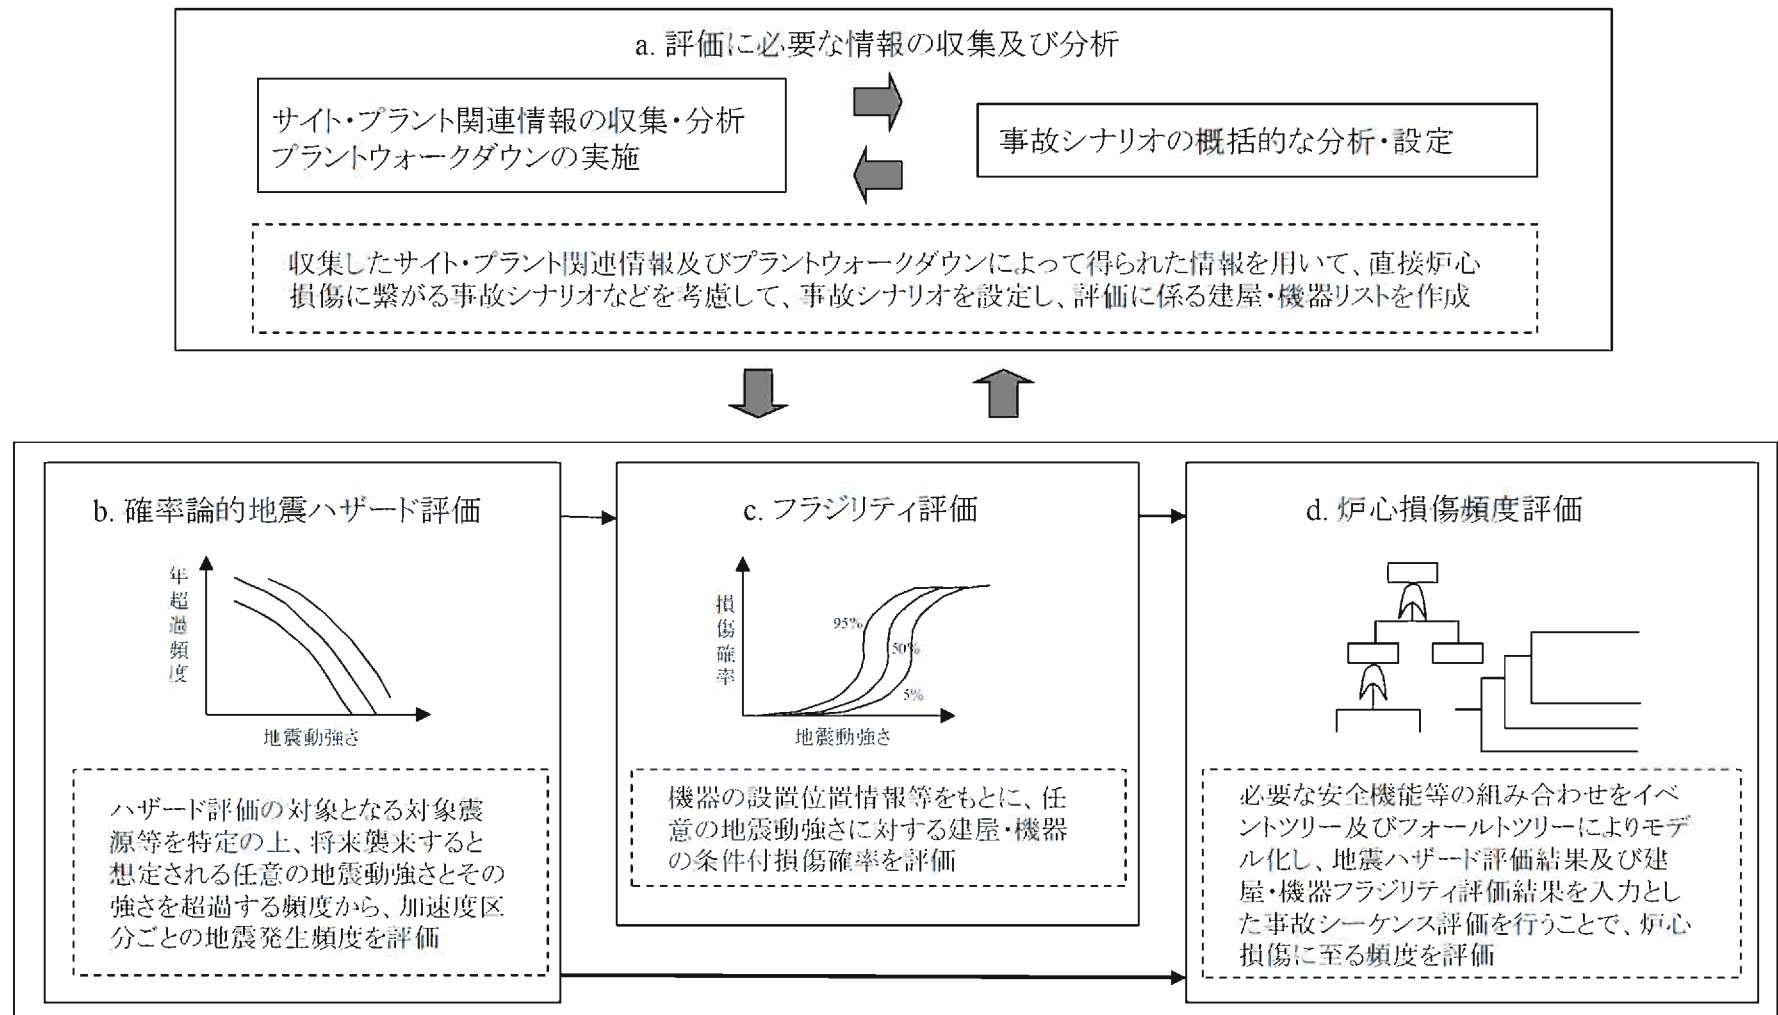 a. 評価に必要な情報の収集及び分析
サイト・プラント関連情報の収集・分析
プラントウォークダウンの実施
事故シナリオの概括的な分析・設定
収集したサイト・プラント関連情報及びプラントウォークダウンによって得られた情報を用いて、直接炉心
損傷に繋がる事故シナリオなどを考慮して、事故シナリオを設定し、評価に係る建屋・機器リストを作成
b. 確率論的地震ハザード評価
年超過頻度
地震動強さ
ハザード評価の対象となる対象震
源等を特定の上、将来襲来すると
想定される任意の地震動強さとその
強さを超過する頻度から、加速度区
分ごとの地震発生頻度を評価
c. フラジリティ評価
損傷確率
95%
50%
5%
地震動強さ
機器の設置位置情報等をもとに、任
意の地震動強さに対する建屋・機器
の条件付損傷確率を評価
d. 炉心損傷頻度評価
必要な安全機能等の組み合わせをイベ
ントツリー及びフォールトツリーによりモデ
ル化し、地震ハザード評価結果及び建
屋・機器フラジリティ評価結果を入力とし
た事故シーケンス評価を行うことで、炉心
損傷に至る頻度を評価